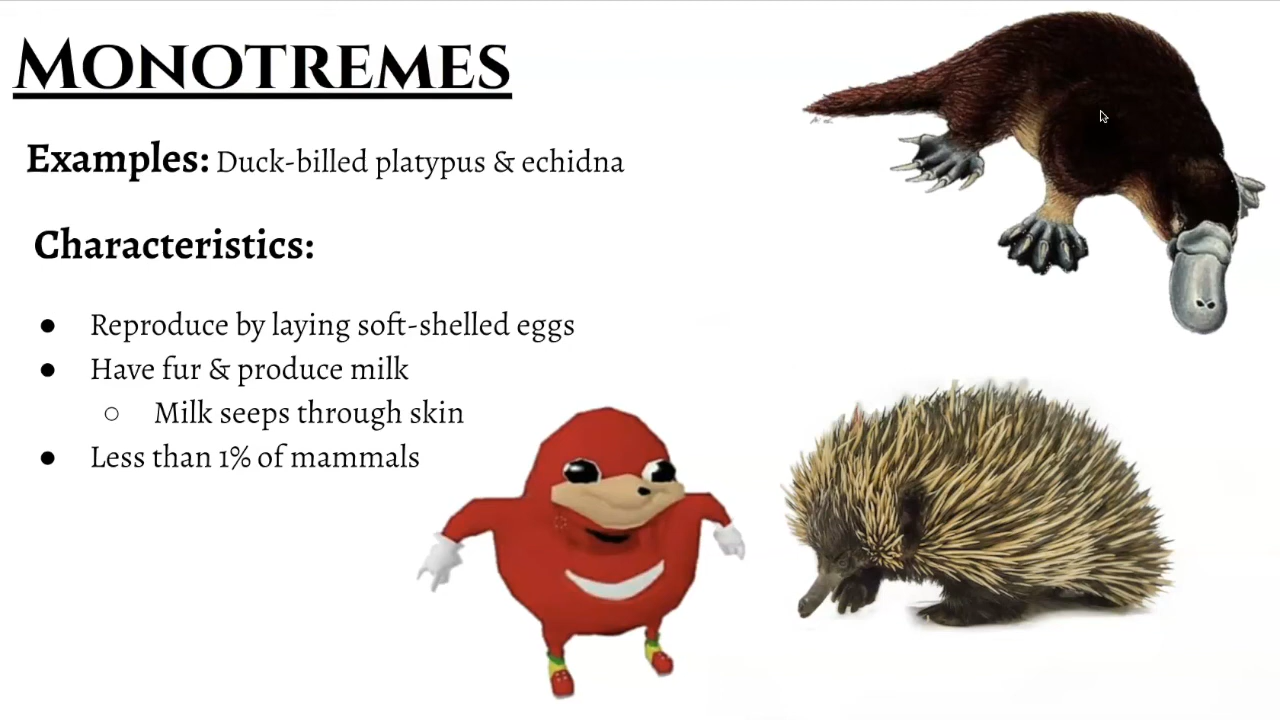 MONOTREMES
Examples: Duck-billed platypus & echidna
Characteristics:
● Reproduce by laying soft-shelled eggs
● Have fur & produce milk
○ Milk seeps through skin
● Less than 1% of mammals